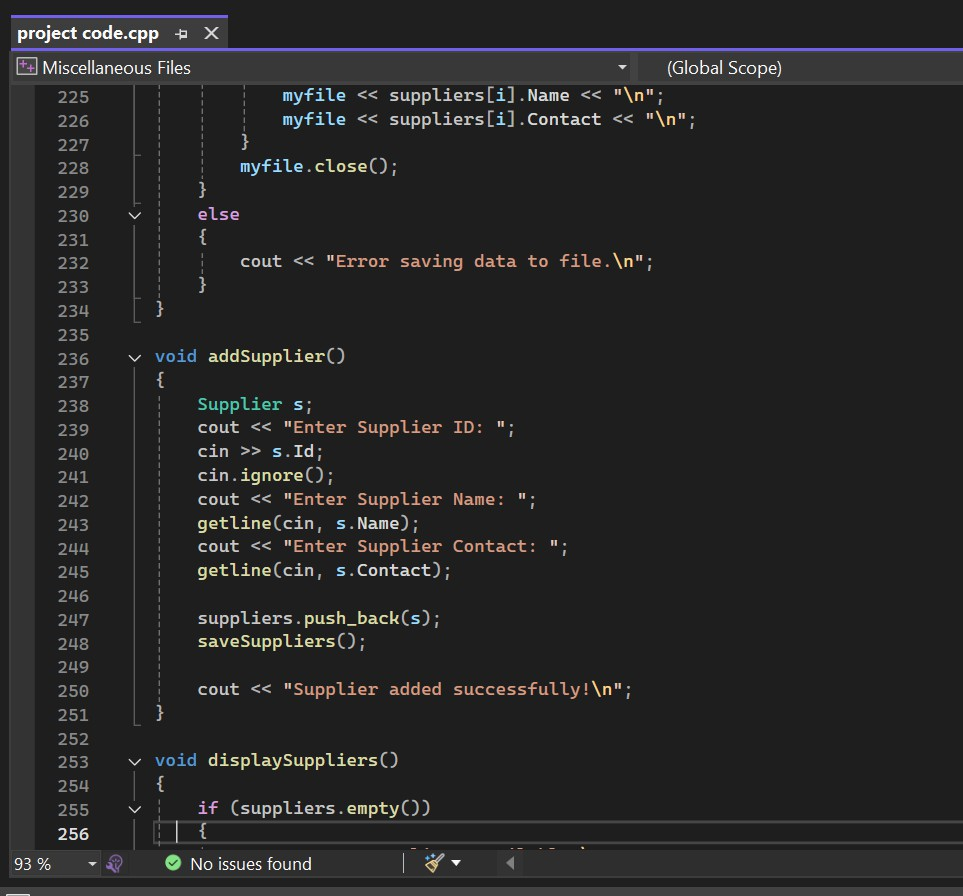 project code.cpp
Miscellaneous Files (Global Scope)
225 myfile << suppliers[i].Name << "\n";
226 myfile << suppliers[i].Contact << "\n";
227 }
228 myfile.close();
229 }
230 else
231 {
232 cout << "Error saving data to file.\n";
233 }
234 }
235
236 void addSupplier()
237 {
238 Supplier s;
239 cout << "Enter Supplier ID: ";
240 cin >> s.Id;
241 cin.ignore();
242 cout << "Enter Supplier Name: ";
243 getline(cin, s.Name);
244 cout << "Enter Supplier Contact: ";
245 getline(cin, s.Contact);
246
247 suppliers.push_back(s);
248 saveSuppliers();
249
250 cout << "Supplier added successfully!\n";
251 }
252
253 void displaySuppliers()
254 {
255 if (suppliers.empty())
256 {
93 % No issues found